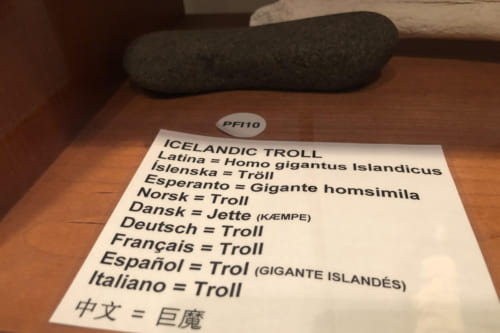 PFI10
ICELANDIC TROLL
Latina = Homo gigantus Islandicus
Íslenska = Tröll
Esperanto = Gigante homsimila
Norsk = Troll
Dansk = Jette (KÆMPE)
Deutsch = Troll
Français = Troll
Español = Trol (GIGANTE ISLANDÉS)
Italiano = Troll
中文 = 巨魔